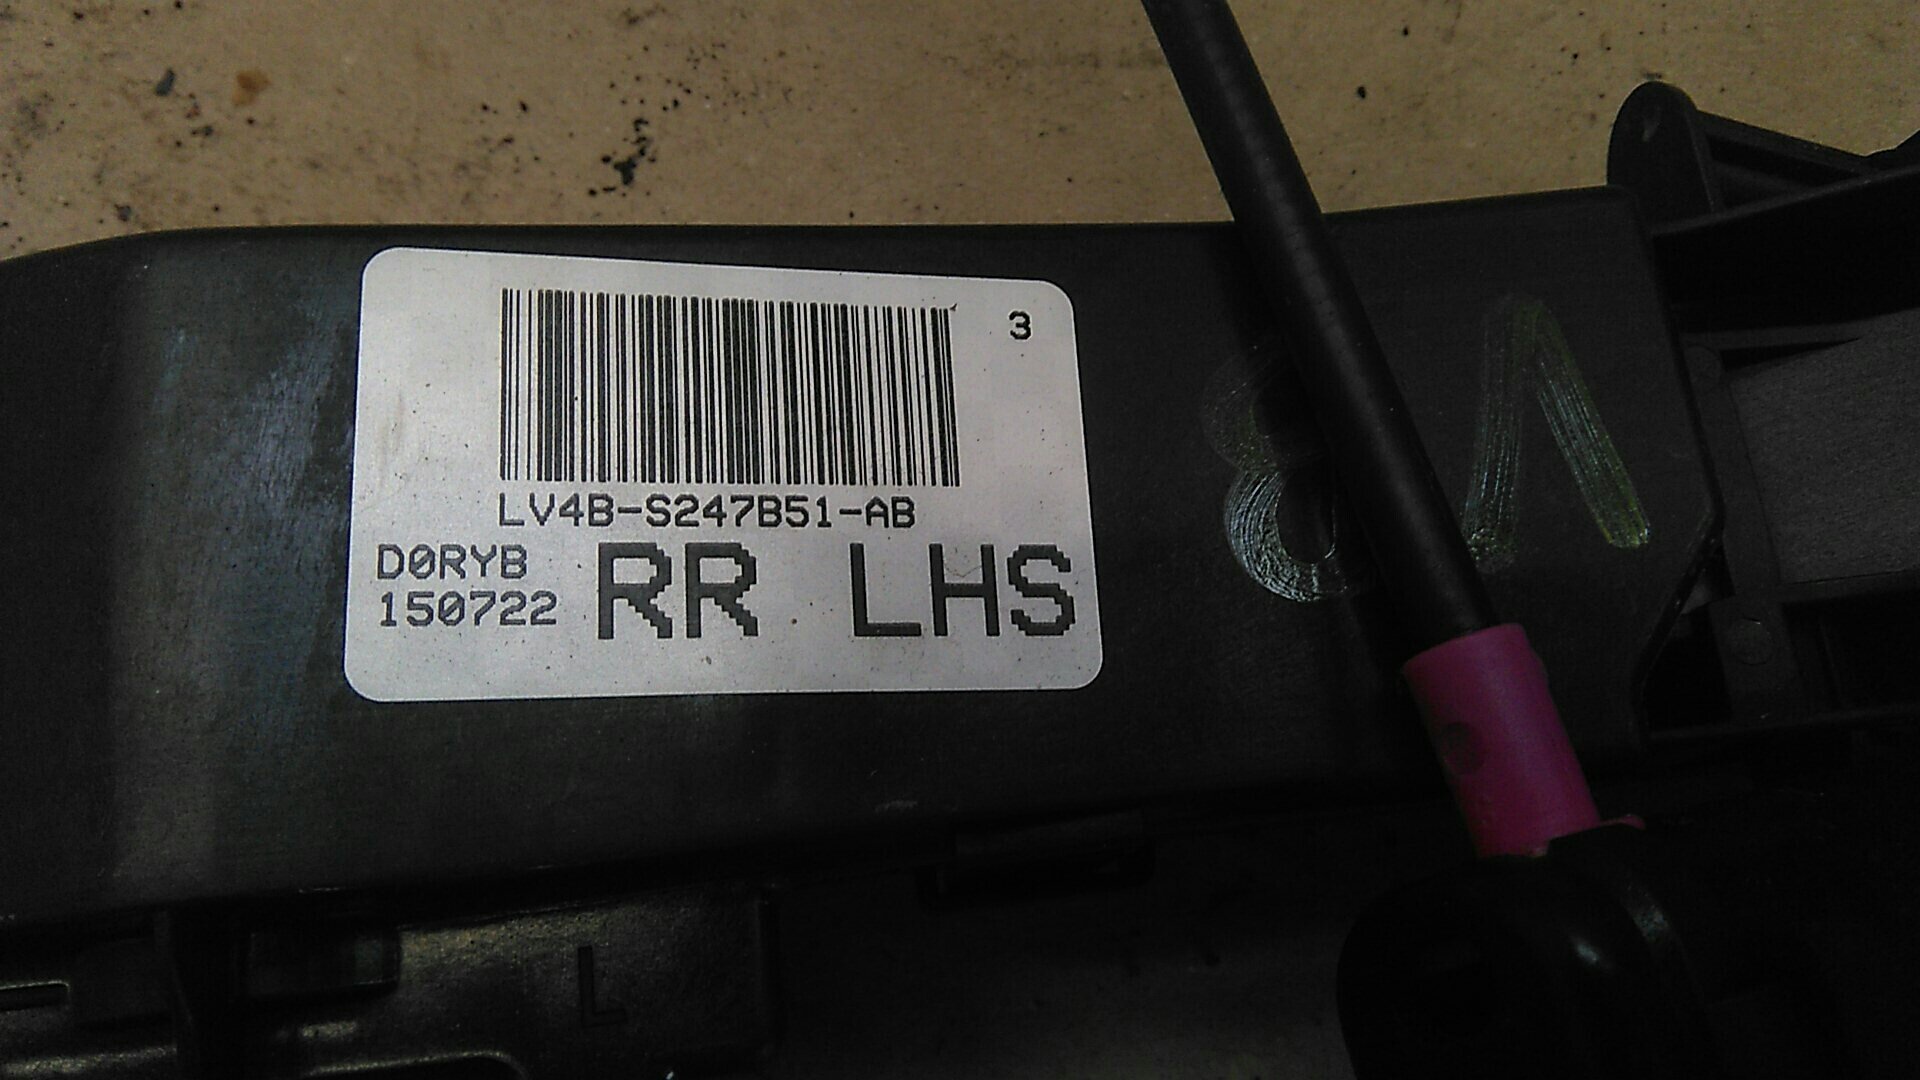 3
LV4B-S247B51-AB
D0RYB
150722
RR LHS
L